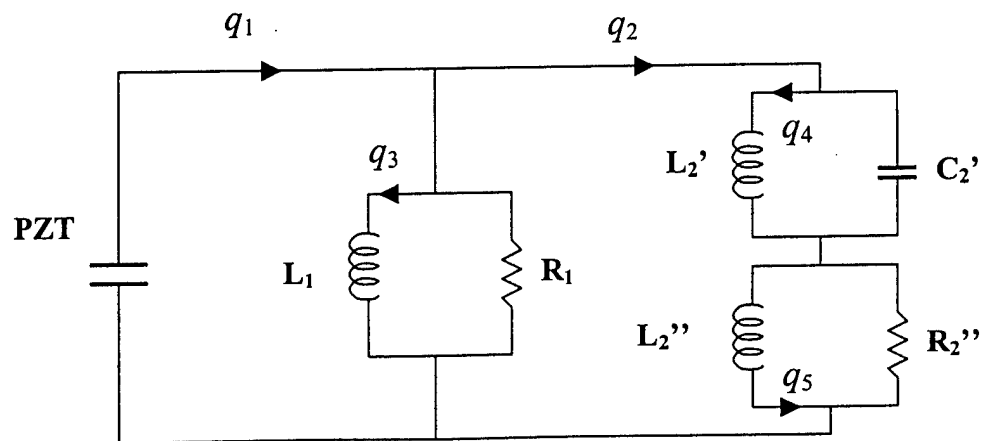 q₁
q₂
q₃
q₄
L₂’
C₂’
PZT
L₁
R₁
L₂’’
R₂’’
q₅